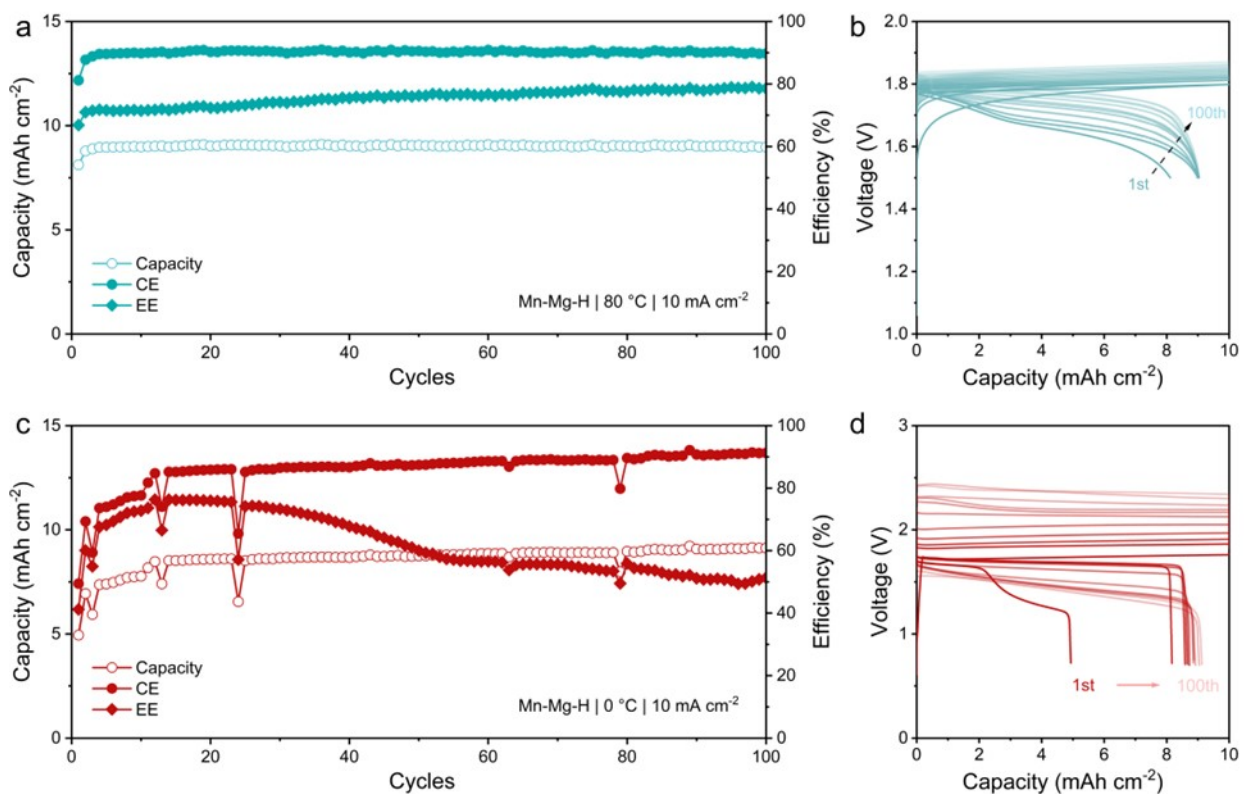 a
15
10
5
0
Capacity (mAh cm⁻²)
100
80
60
40
20
0
Efficiency (%)
Capacity
CE
EE
Mn-Mg-H | 80 °C | 10 mA cm⁻²
0 20 40 60 80 100
Cycles
b
2.0
1.8
1.6
1.4
1.2
1.0
Voltage (V)
100th
1st
0 2 4 6 8 10
Capacity (mAh cm⁻²)
c
15
10
5
0
Capacity (mAh cm⁻²)
100
80
60
40
20
0
Efficiency (%)
Capacity
CE
EE
Mn-Mg-H | 0 °C | 10 mA cm⁻²
0 20 40 60 80 100
Cycles
d
3
2
1
0
Voltage (V)
1st → 100th
0 2 4 6 8 10
Capacity (mAh cm⁻²)